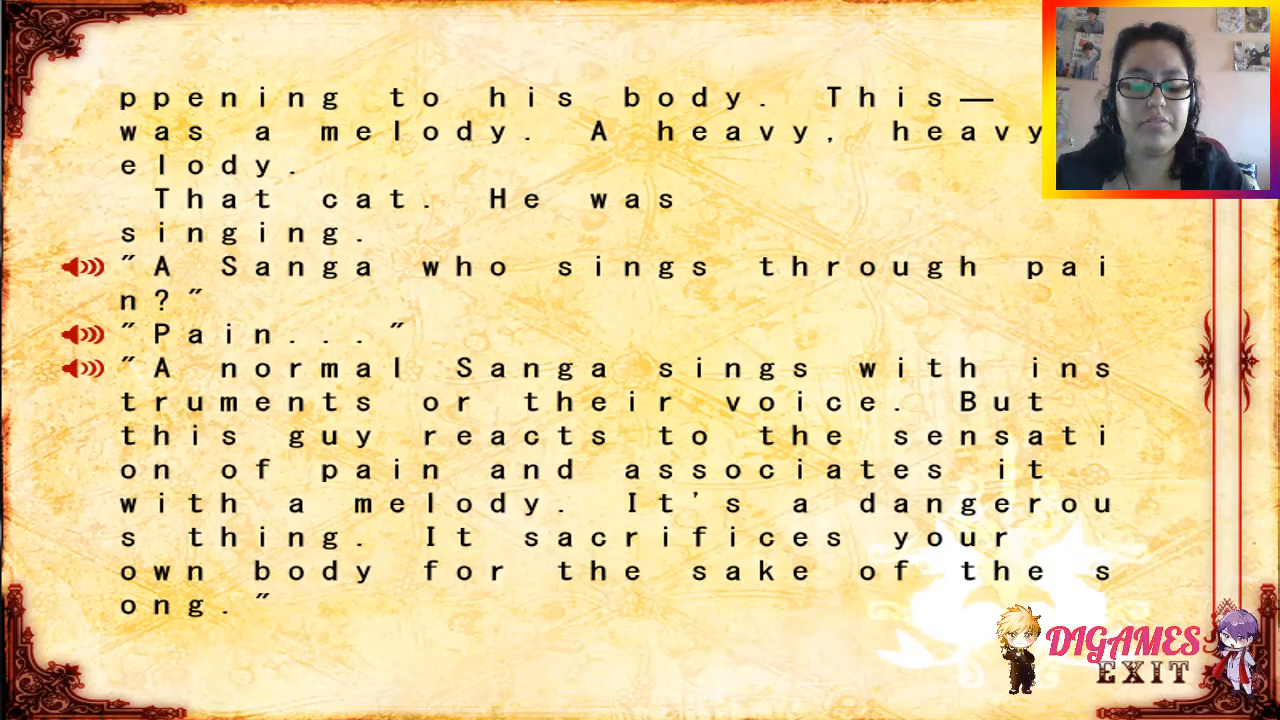 ppening to his body. This—
was a melody. A heavy, heavy
elody.
That cat. He was
singing.
"A Sanga who sings through pai
n?"
"Pain..."
"A normal Sanga sings with ins
truments or their voice. But
this guy reacts to the sensati
on of pain and associates it
with a melody. It's a dangerou
s thing. It sacrifices your
own body for the sake of the s
ong."
DIGAMES
EXIT